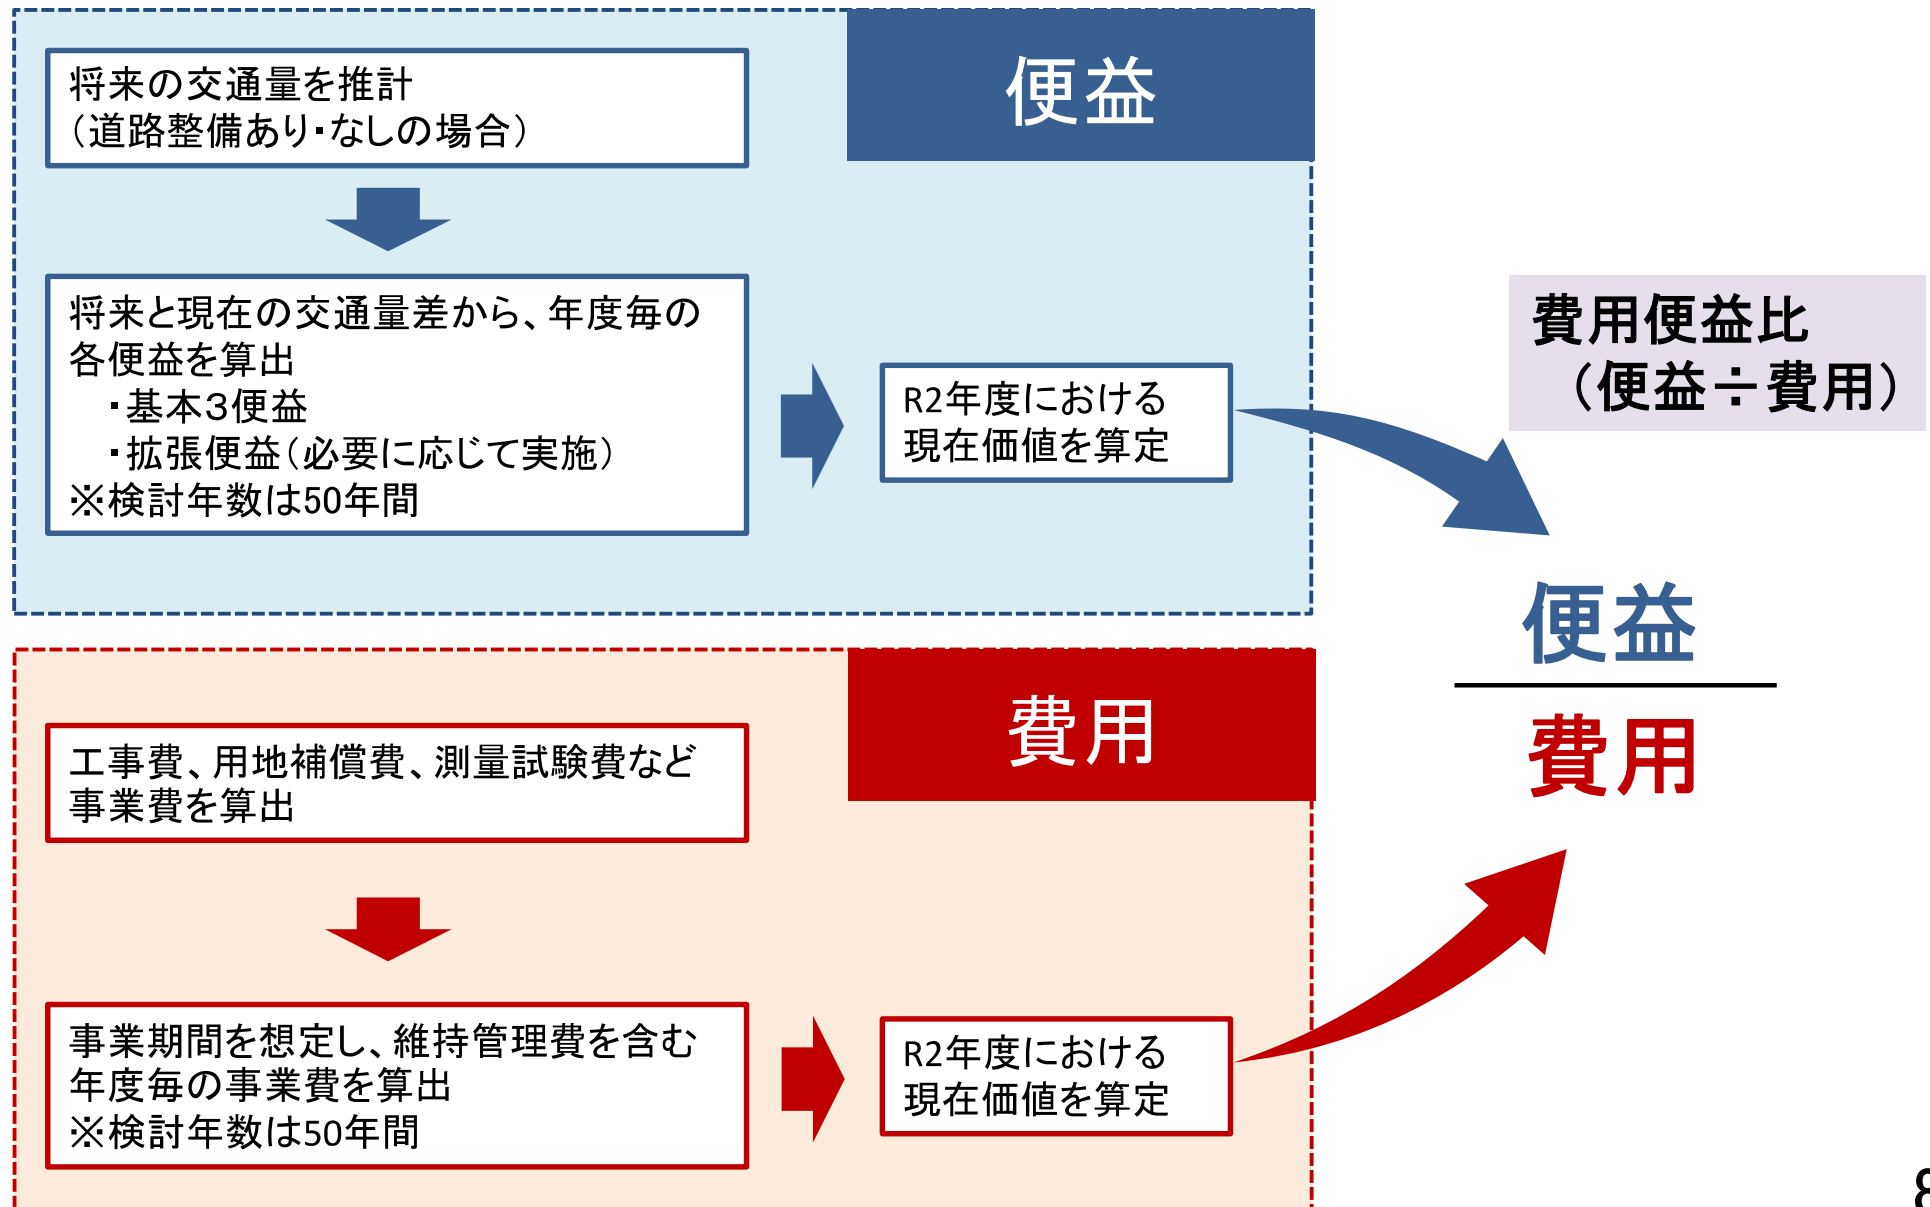 便益
将来の交通量を推計
（道路整備あり・なしの場合）
将来と現在の交通量差から、年度毎の
各便益を算出
・基本３便益
・拡張便益（必要に応じて実施）
※検討年数は50年間
R2年度における
現在価値を算定
費用便益比
（便益÷費用）
便益
費用
費用
工事費、用地補償費、測量試験費など
事業費を算出
事業期間を想定し、維持管理費を含む
年度毎の事業費を算出
※検討年数は50年間
R2年度における
現在価値を算定